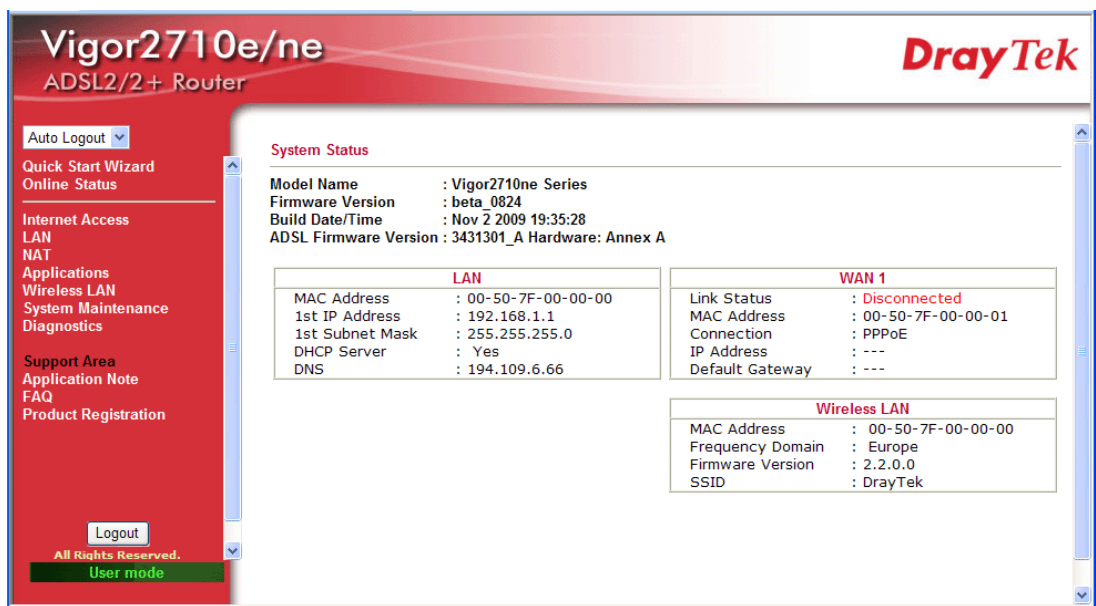 Vigor2710e/ne
ADSL2/2+ Router
DrayTek
Auto Logout
Quick Start Wizard
Online Status
Internet Access
LAN
NAT
Applications
Wireless LAN
System Maintenance
Diagnostics
Support Area
Application Note
FAQ
Product Registration
Logout
All Rights Reserved.
User mode
System Status
Model Name : Vigor2710ne Series
Firmware Version : beta_0824
Build Date/Time : Nov 2 2009 19:35:28
ADSL Firmware Version : 3431301_A Hardware: Annex A
LAN
MAC Address : 00-50-7F-00-00-00
1st IP Address : 192.168.1.1
1st Subnet Mask : 255.255.255.0
DHCP Server : Yes
DNS : 194.109.6.66
WAN 1
Link Status : Disconnected
MAC Address : 00-50-7F-00-00-01
Connection : PPPoE
IP Address : ---
Default Gateway : ---
Wireless LAN
MAC Address : 00-50-7F-00-00-00
Frequency Domain : Europe
Firmware Version : 2.2.0.0
SSID : DrayTek